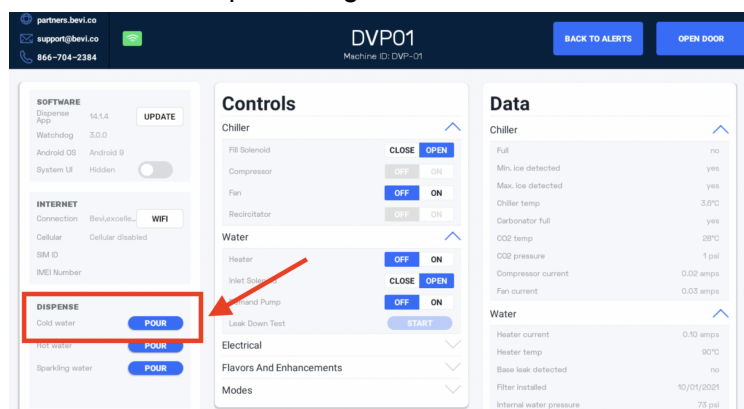 partners.bevi.co
support@bevi.co
866-704-2384
DVP01
Machine ID: DVP-01
BACK TO ALERTS
OPEN DOOR
SOFTWARE
Dispense App 14.1.4 UPDATE
Watchdog 3.0.0
Android OS Android 9
System UI Hidden
INTERNET
Connection Bevi,excelle... WIFI
Cellular Cellular disabled
SIM ID
IMEI Number
DISPENSE
Cold water POUR
Hot water POUR
Sparkling water POUR
Controls
Chiller
Fill Solenoid CLOSE OPEN
Compressor OFF ON
Fan OFF ON
Recirctator OFF ON
Water
Heater OFF ON
Inlet CLOSE OPEN
Pump OFF ON
Leak Down Test START
Electrical
Flavors And Enhancements
Modes
Data
Chiller
Full no
Min. ice detected yes
Max. ice detected yes
Chiller temp 3.6°C
Carbonator full yes
CO2 temp 28°C
CO2 pressure 1 psi
Compressor current 0.02 amps
Fan current 0.03 amps
Water
Heater current 0.10 amps
Heater temp 90°C
Base leak detected no
Filter installed 10/01/2021
Internal water pressure 73 psi